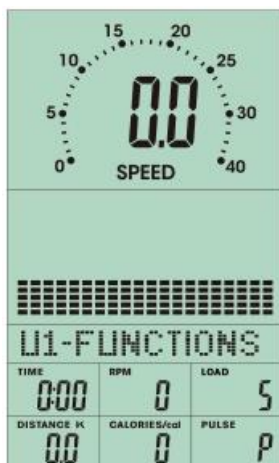 15 20
10 25
5 0.0 30
0 SPEED 40
U1-FUNCTIONS
TIME RPM LOAD
0:00 0 5
DISTANCE K CALORIES/cal PULSE
0.0 0 P